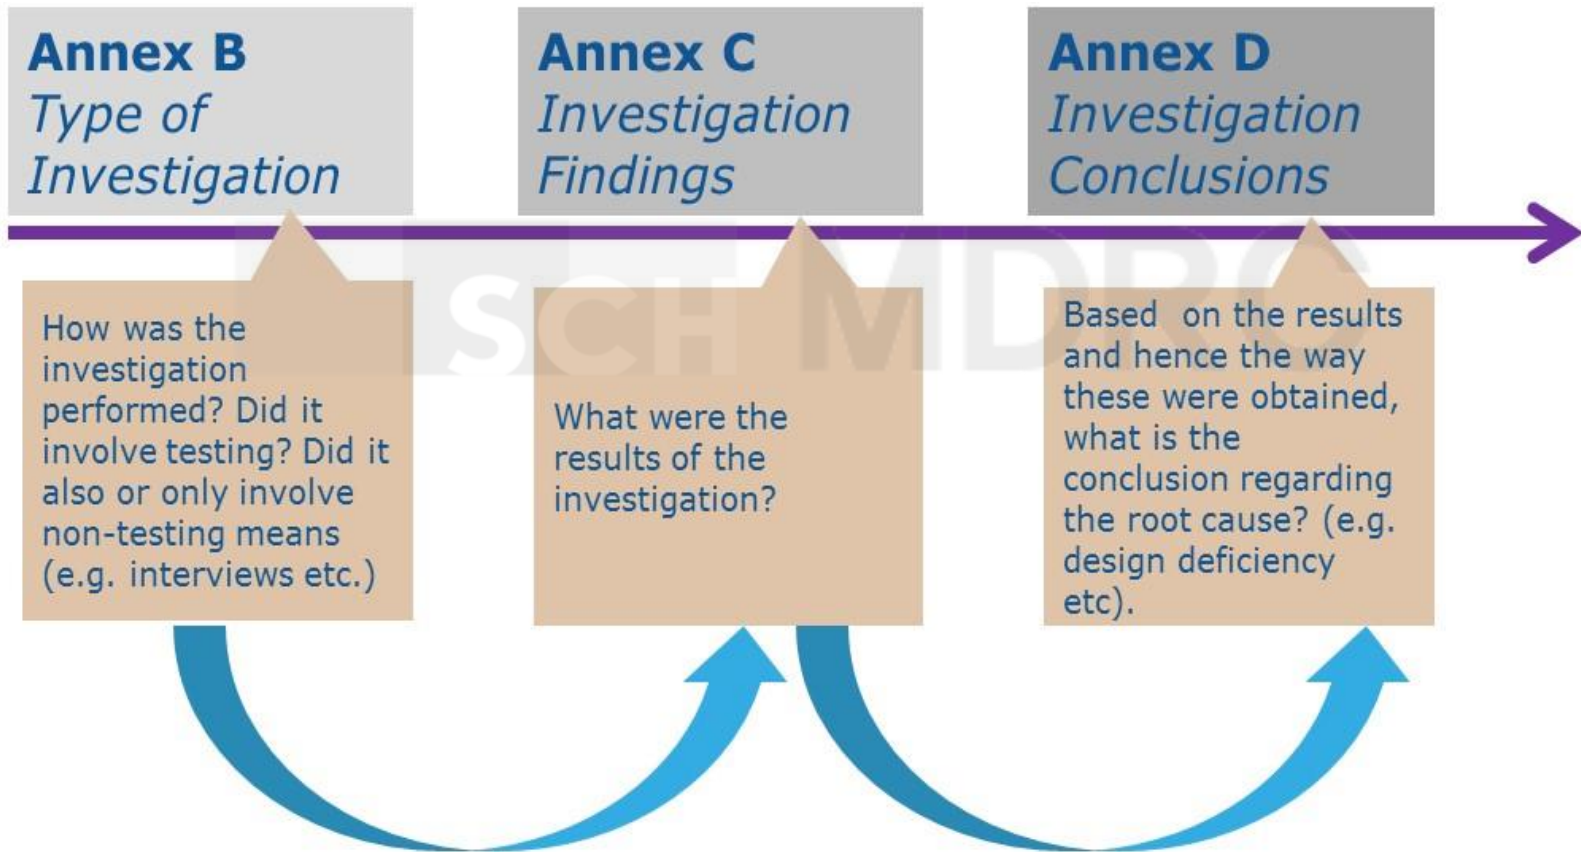 Annex B
Type of
Investigation
Annex C
Investigation
Findings
Annex D
Investigation
Conclusions
SCH MDRC
How was the
investigation
performed? Did it
involve testing? Did it
also or only involve
non-testing means
(e.g. interviews etc.)
What were the
results of the
investigation?
Based on the results
and hence the way
these were obtained,
what is the
conclusion regarding
the root cause? (e.g.
design deficiency
etc).